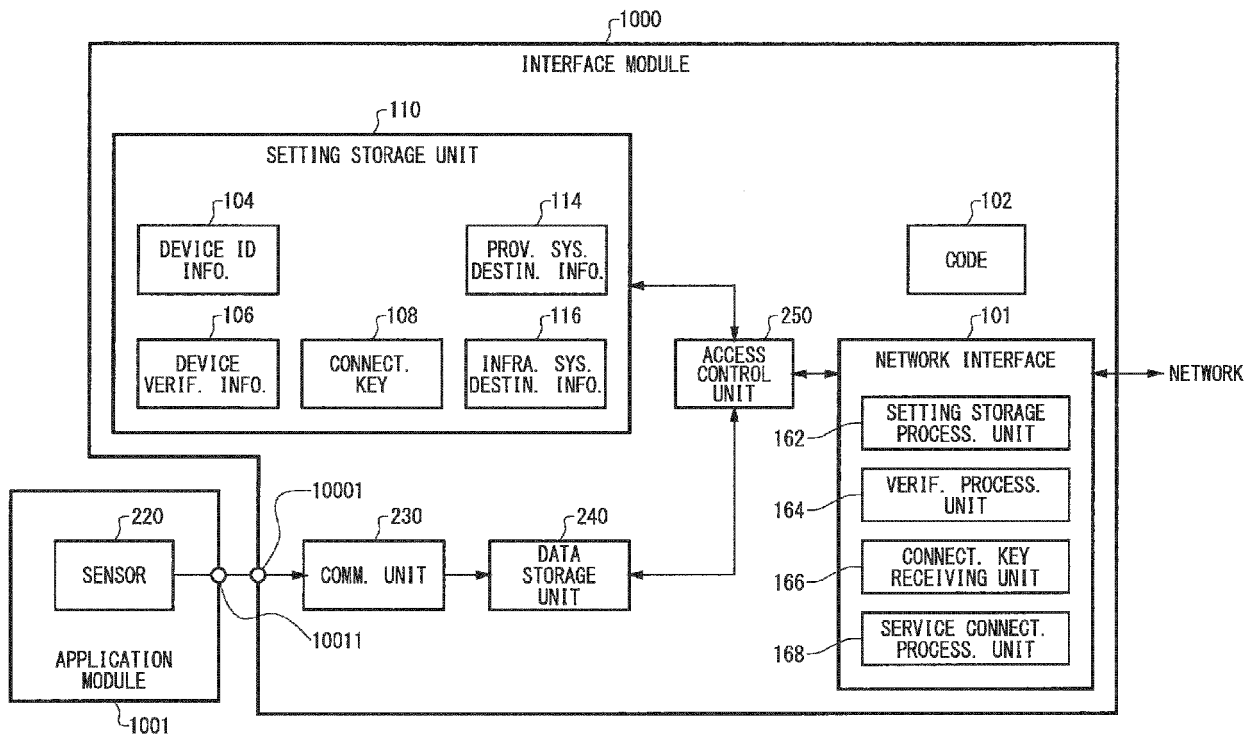 1000
INTERFACE MODULE
110
SETTING STORAGE UNIT
104
DEVICE ID
INFO.
114
PROV. SYS.
DESTIN. INFO.
102
CODE
106
DEVICE
VERIF. INFO.
108
CONNECT.
KEY
116
INFRA. SYS.
DESTIN. INFO.
250
ACCESS
CONTROL
UNIT
101
NETWORK INTERFACE
NETWORK
162
SETTING STORAGE
PROCESS. UNIT
164
VERIF. PROCESS.
UNIT
166
CONNECT. KEY
RECEIVING UNIT
168
SERVICE CONNECT.
PROCESS. UNIT
220
SENSOR
10001
230
COMM. UNIT
240
DATA
STORAGE
UNIT
10011
APPLICATION
MODULE
1001